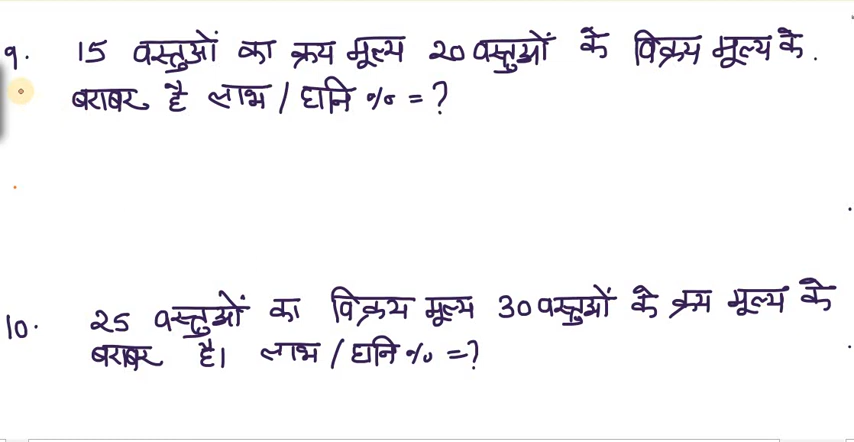 9. 15 वस्तुओं का क्रय मूल्य 20 वस्तुओं के विक्रय मूल्य के.
बराबर है लाभ / हानि % = ?
10. 25 वस्तुओं का विक्रय मूल्य 30 वस्तुओं के क्रय मूल्य के
बराबर है। लाभ / हानि % = ?